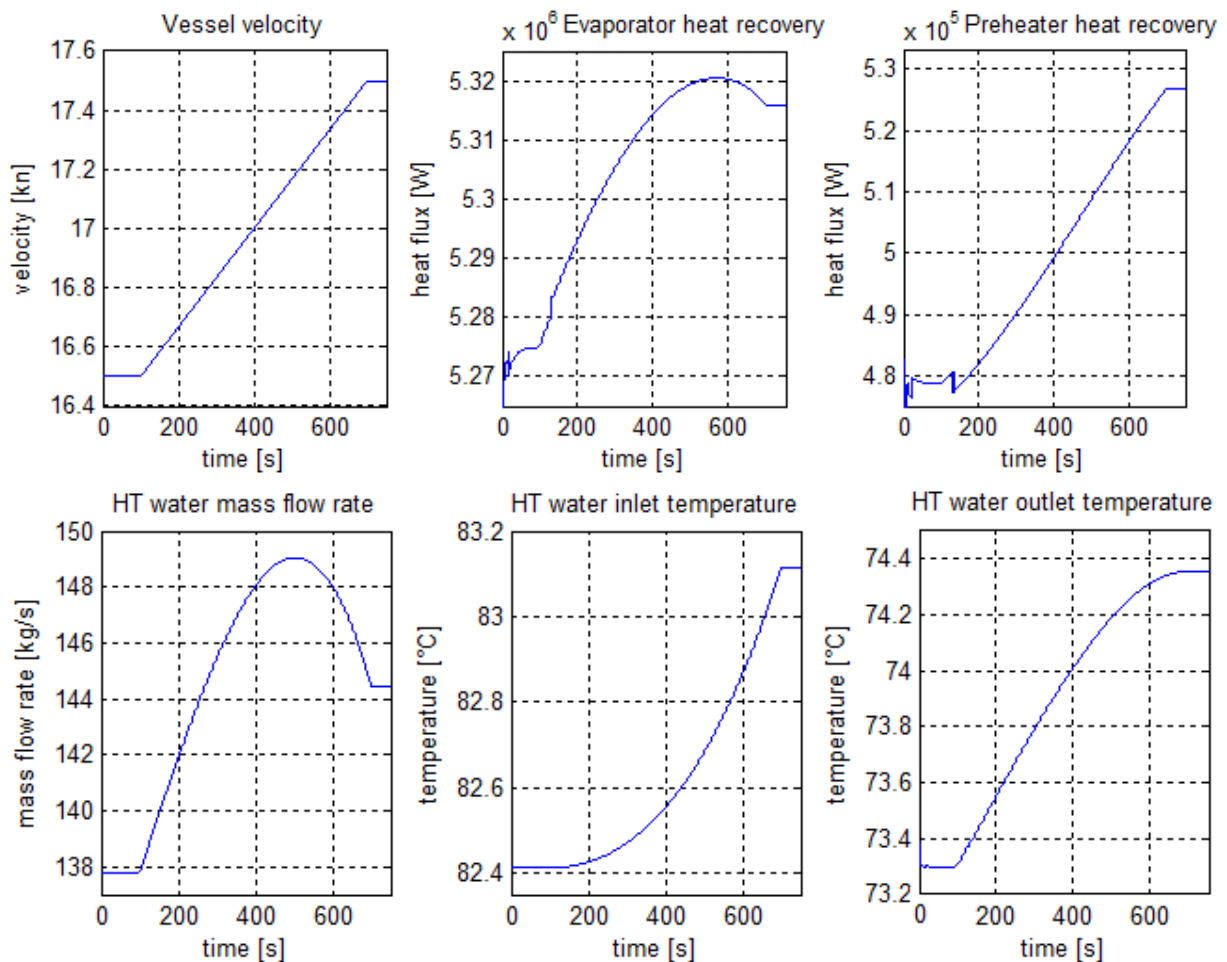 Vessel velocity
17.6
17.4
17.2
17
16.8
16.6
16.4
velocity [kn]
200 400 600
0
time [s]
x 10^6 Evaporator heat recovery
5.32
5.31
5.3
5.29
5.28
5.27
heat flux [W]
0 200 400 600
time [s]
x 10^5 Preheater heat recovery
5.3
5.2
5.1
5
4.9
4.8
heat flux [W]
0 200 400 600
time [s]
HT water mass flow rate
150
148
146
144
142
140
138
mass flow rate [kg/s]
0 200 400 600
time [s]
HT water inlet temperature
83.2
83
82.8
82.6
82.4
temperature [°C]
0 200 400 600
time [s]
HT water outlet temperature
74.4
74.2
74
73.8
73.6
73.4
73.2
temperature [°C]
0 200 400 600
time [s]